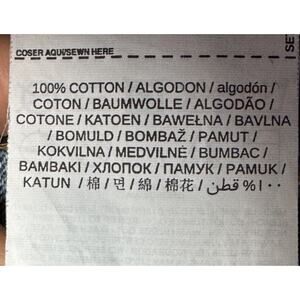 COSER AQUI/SEWN HERE
SE
100% COTTON / ALGODON / algodón /
COTON / BAUMWOLLE / ALGODÃO /
COTONE / KATOEN / BAWEŁNA / BAVLNA
/ BOMULD / BOMBAŽ / PAMUT /
KOKVILNA / MEDVILNĖ / BUMBAC /
BAMBAKI / ХЛОПОК / ПАМУК / PAMUK /
KATUN / 棉 / 면 / 綿 / 棉花 / قطن %١٠٠